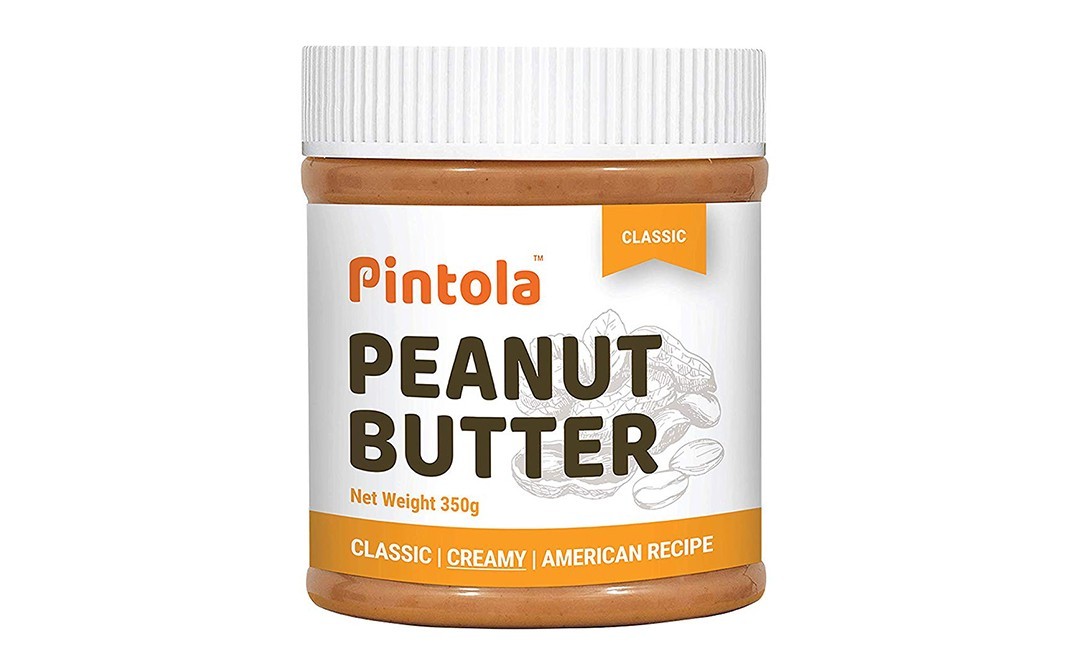 CLASSIC
Pintola™
PEANUT
BUTTER
Net Weight 350g
CLASSIC | CREAMY | AMERICAN RECIPE